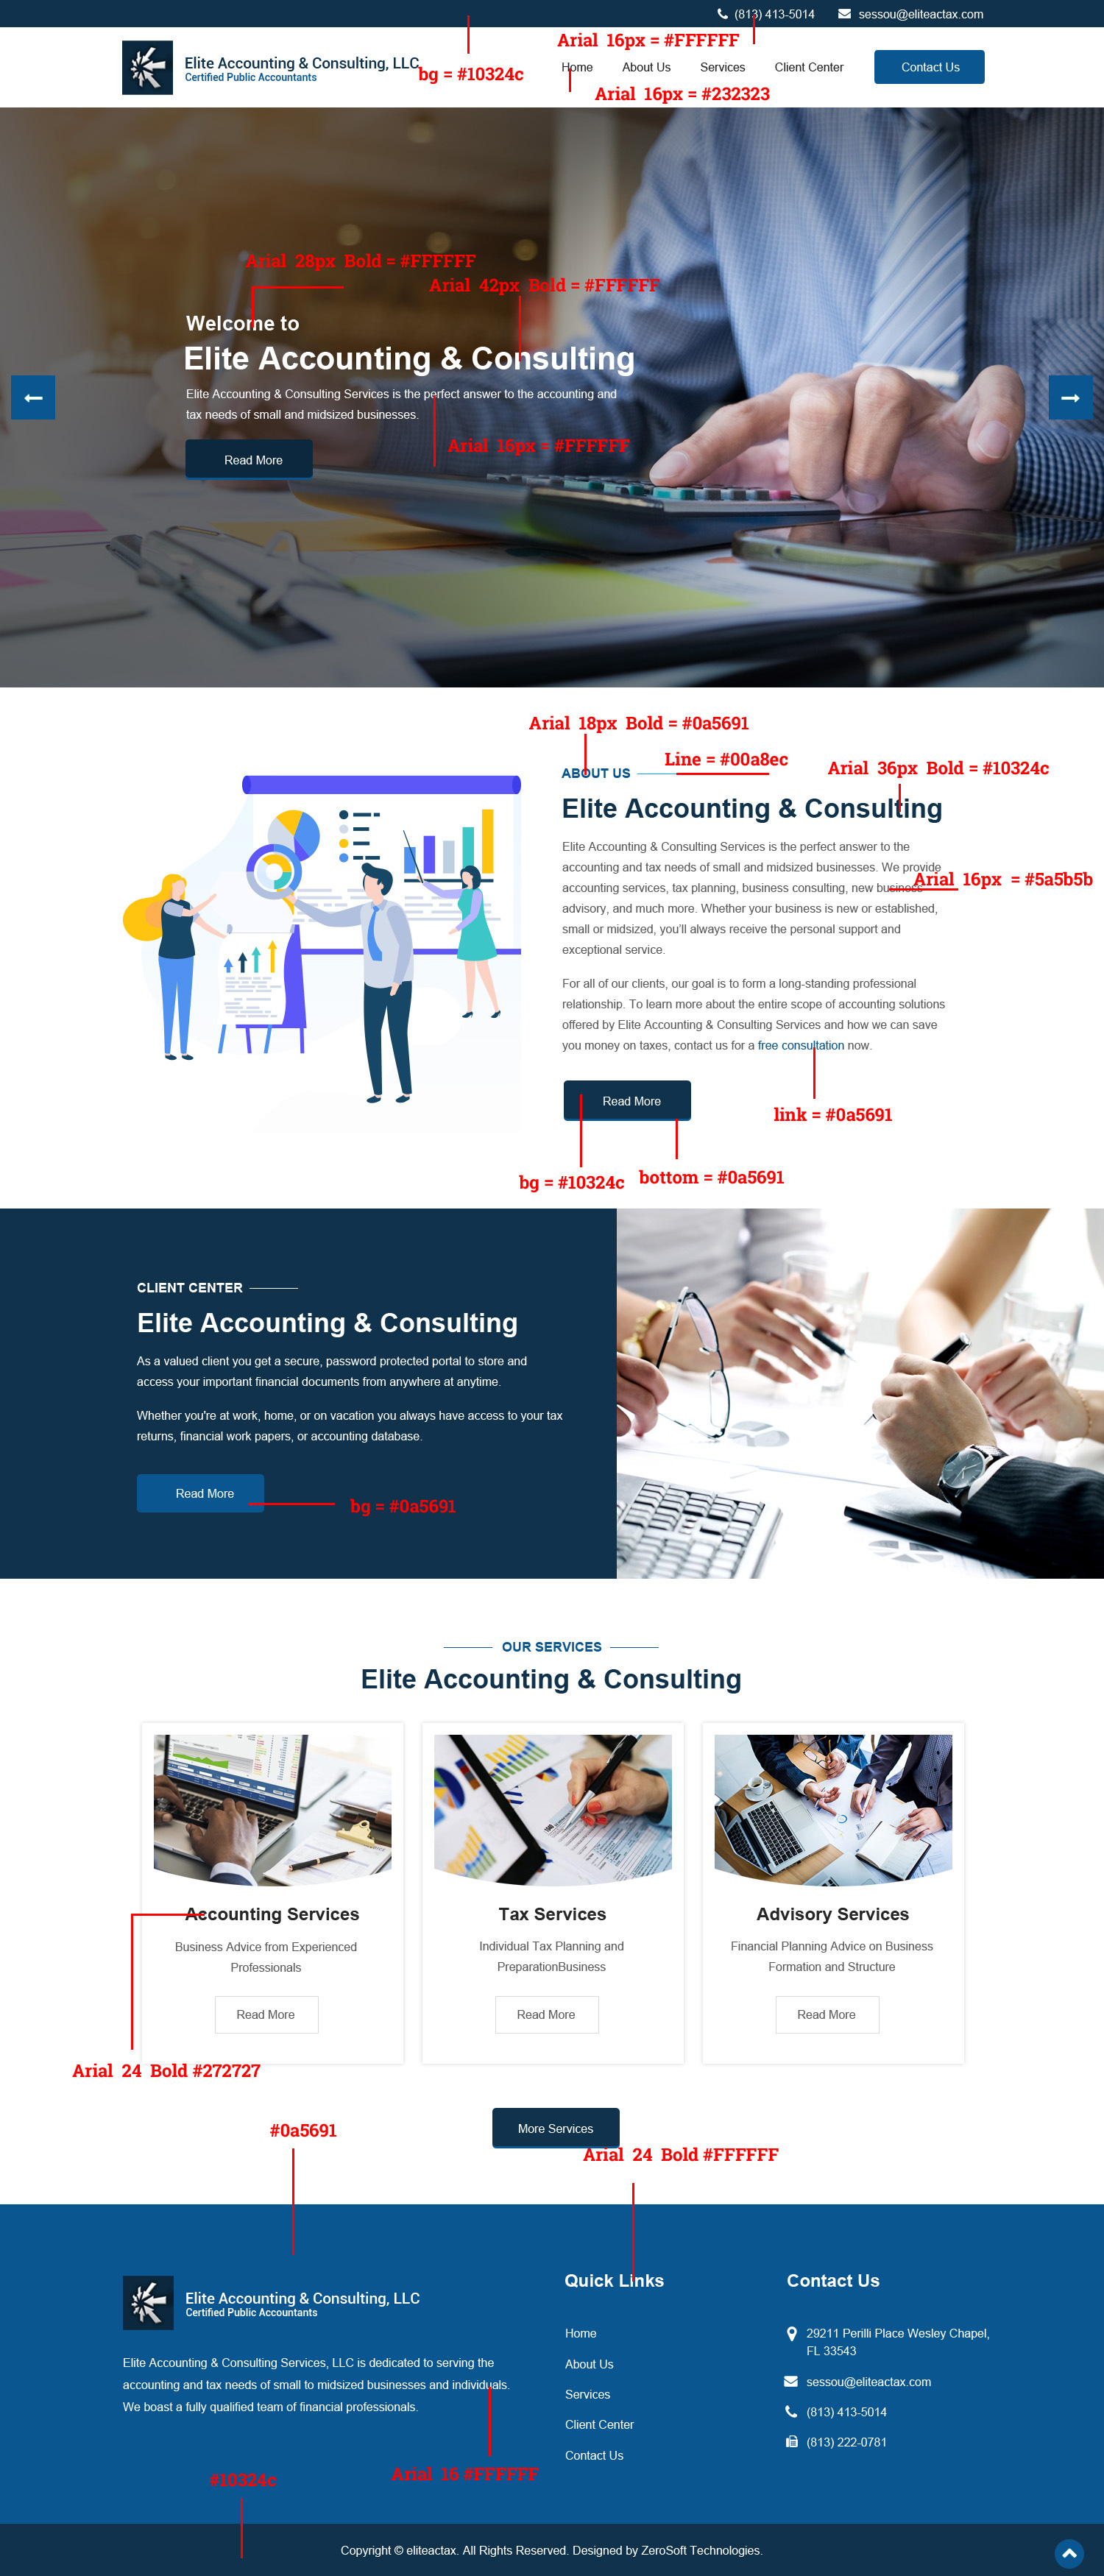 (813) 413-5014 sessou@eliteactax.com
Arial 16px = #FFFFFF
Elite Accounting & Consulting, LLC
Certified Public Accountants
bg = #10324c
Home About Us Services Client Center Contact Us
Arial 16px = #232323
Arial 28px Bold = #FFFFFF
Arial 42px Bold = #FFFFFF
Welcome to
Elite Accounting & Consulting
Elite Accounting & Consulting Services is the perfect answer to the accounting and
tax needs of small and midsized businesses.
Arial 16px = #FFFFFF
Read More
Arial 18px Bold = #0a5691
Line = #00a8ec
Arial 36px Bold = #10324c
ABOUT US
Elite Accounting & Consulting
Elite Accounting & Consulting Services is the perfect answer to the
accounting and tax needs of small and midsized businesses. We provide
Arial 16px = #5a5b5b
accounting services, tax planning, business consulting, new business
advisory, and much more. Whether your business is new or established,
small or midsized, you'll always receive the personal support and
exceptional service.
For all of our clients, our goal is to form a long-standing professional
relationship. To learn more about the entire scope of accounting solutions
offered by Elite Accounting & Consulting Services and how we can save
you money on taxes, contact us for a free consultation now.
Read More
link = #0a5691
bg = #10324c
bottom = #0a5691
CLIENT CENTER
Elite Accounting & Consulting
As a valued client you get a secure, password protected portal to store and
access your important financial documents from anywhere at anytime.
Whether you're at work, home, or on vacation you always have access to your tax
returns, financial work papers, or accounting database.
Read More
bg = #0a5691
OUR SERVICES
Elite Accounting & Consulting
Accounting Services
Business Advice from Experienced
Professionals
Read More
Tax Services
Individual Tax Planning and
PreparationBusiness
Read More
Advisory Services
Financial Planning Advice on Business
Formation and Structure
Read More
Arial 24 Bold #272727
More Services
#0a5691
Arial 24 Bold #FFFFFF
Elite Accounting & Consulting, LLC
Certified Public Accountants
Elite Accounting & Consulting Services, LLC is dedicated to serving the
accounting and tax needs of small to midsized businesses and individuals.
We boast a fully qualified team of financial professionals.
Arial 16 #FFFFFF
#10324c
Quick Links
Home
About Us
Services
Client Center
Contact Us
Contact Us
29211 Perilli Place Wesley Chapel,
FL 33543
sessou@eliteactax.com
(813) 413-5014
(813) 222-0781
Copyright © eliteactax. All Rights Reserved. Designed by ZeroSoft Technologies.